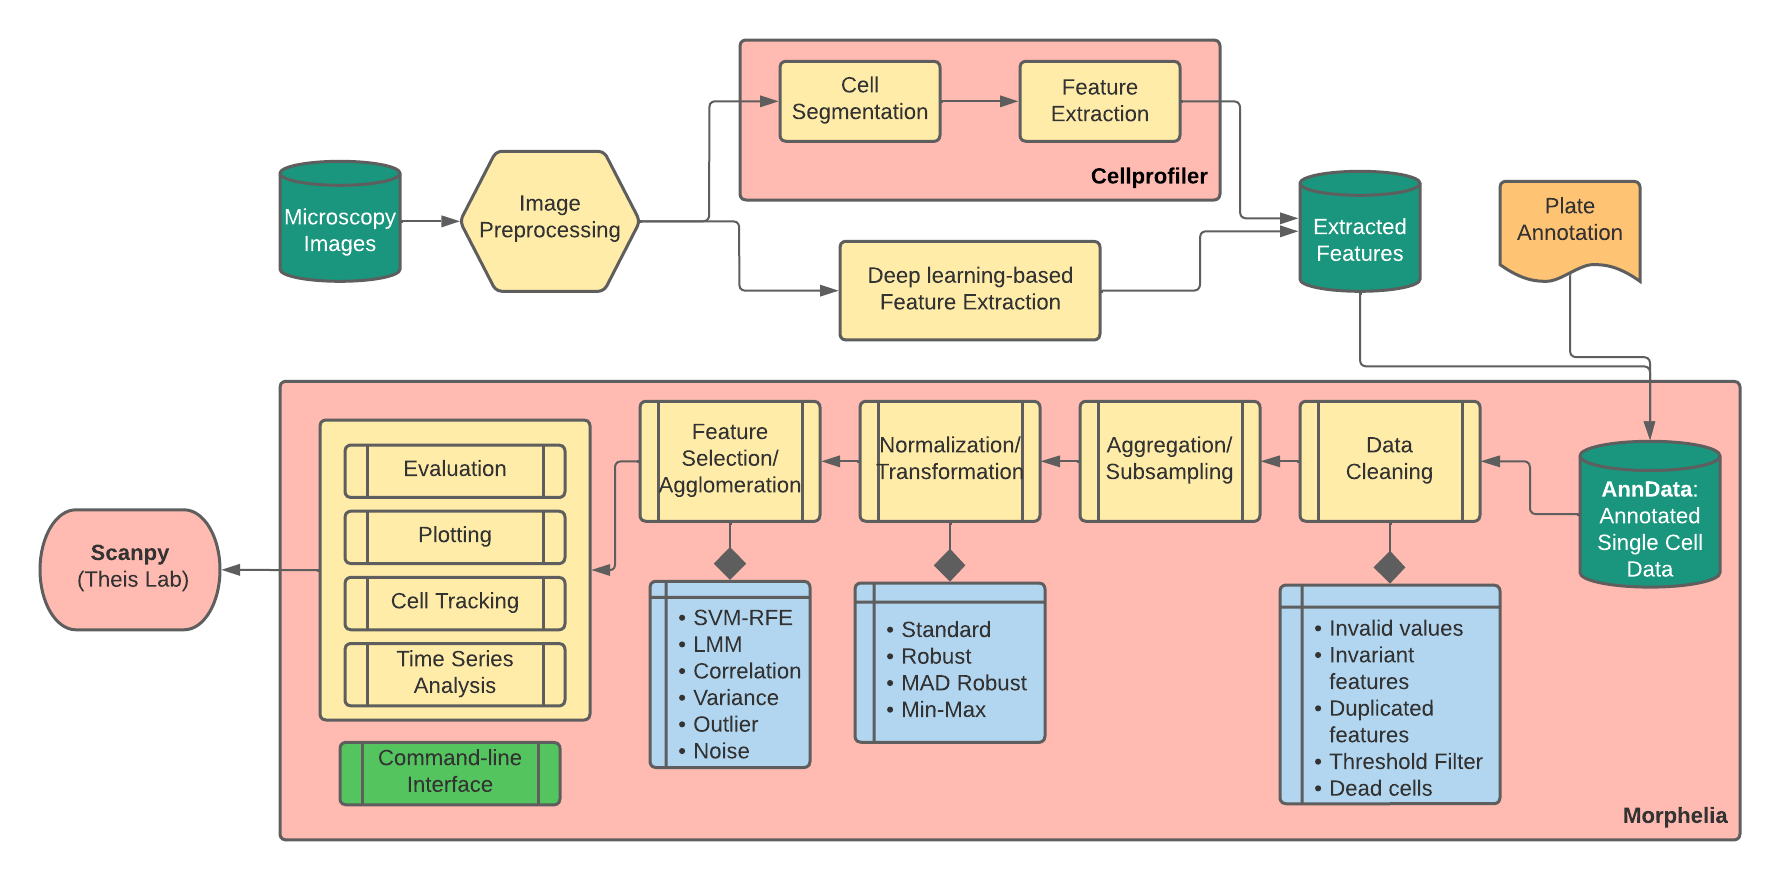 Cell
Segmentation
Feature
Extraction
Cellprofiler
Microscopy
Images
Image
Preprocessing
Deep learning-based
Feature Extraction
Extracted
Features
Plate
Annotation
AnnData:
Annotated
Single Cell
Data
Data
Cleaning
• Invalid values
• Invariant
features
• Duplicated
features
• Threshold Filter
• Dead cells
Aggregation/
Subsampling
Normalization/
Transformation
• Standard
• Robust
• MAD Robust
• Min-Max
Feature
Selection/
Agglomeration
• SVM-RFE
• LMM
• Correlation
• Variance
• Outlier
• Noise
Evaluation
Plotting
Cell Tracking
Time Series
Analysis
Command-line
Interface
Scanpy
(Theis Lab)
Morphelia